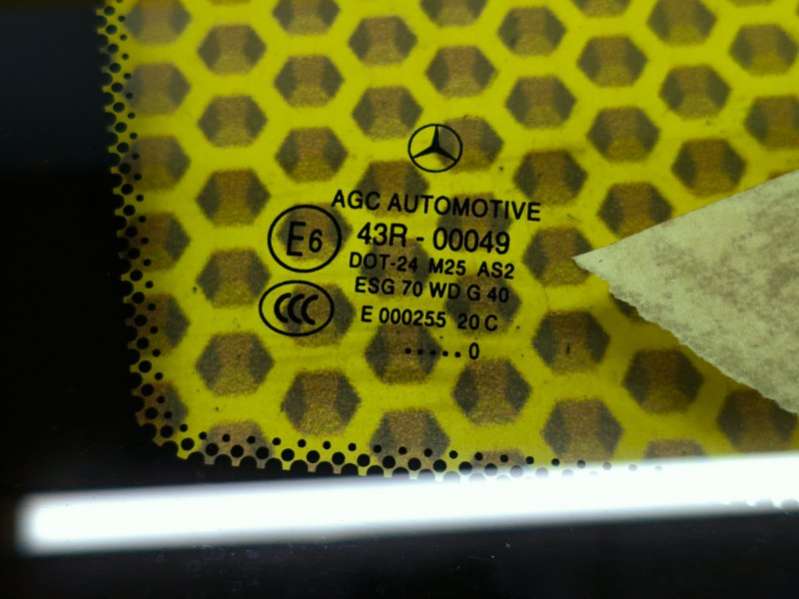 AGC AUTOMOTIVE
E6
43R - 00049
DOT-24 M25 AS2
ESG 70 WD G 40
CCC
E 000255 20 C
.....0